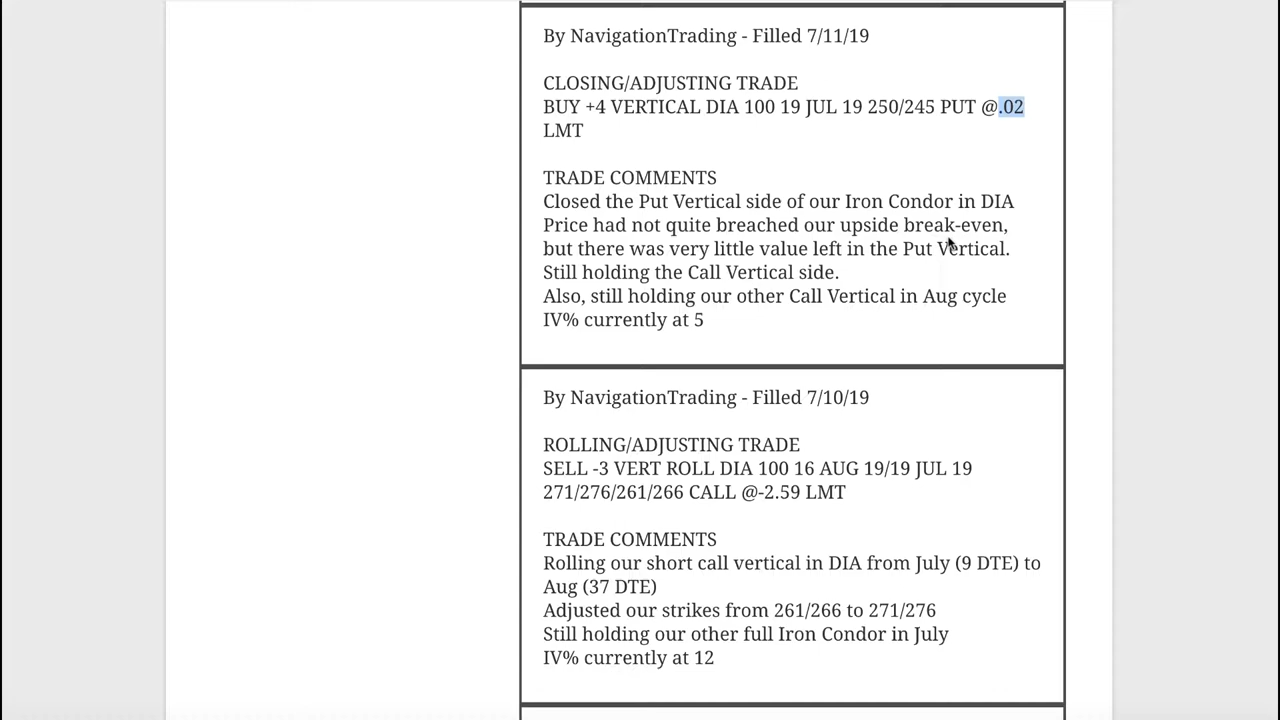 By NavigationTrading - Filled 7/11/19
CLOSING/ADJUSTING TRADE
BUY +4 VERTICAL DIA 100 19 JUL 19 250/245 PUT @.02
LMT
TRADE COMMENTS
Closed the Put Vertical side of our Iron Condor in DIA
Price had not quite breached our upside break-even,
but there was very little value left in the Put Vertical.
Still holding the Call Vertical side.
Also, still holding our other Call Vertical in Aug cycle
IV% currently at 5
By NavigationTrading - Filled 7/10/19
ROLLING/ADJUSTING TRADE
SELL -3 VERT ROLL DIA 100 16 AUG 19/19 JUL 19
271/276/261/266 CALL @-2.59 LMT
TRADE COMMENTS
Rolling our short call vertical in DIA from July (9 DTE) to
Aug (37 DTE)
Adjusted our strikes from 261/266 to 271/276
Still holding our other full Iron Condor in July
IV% currently at 12